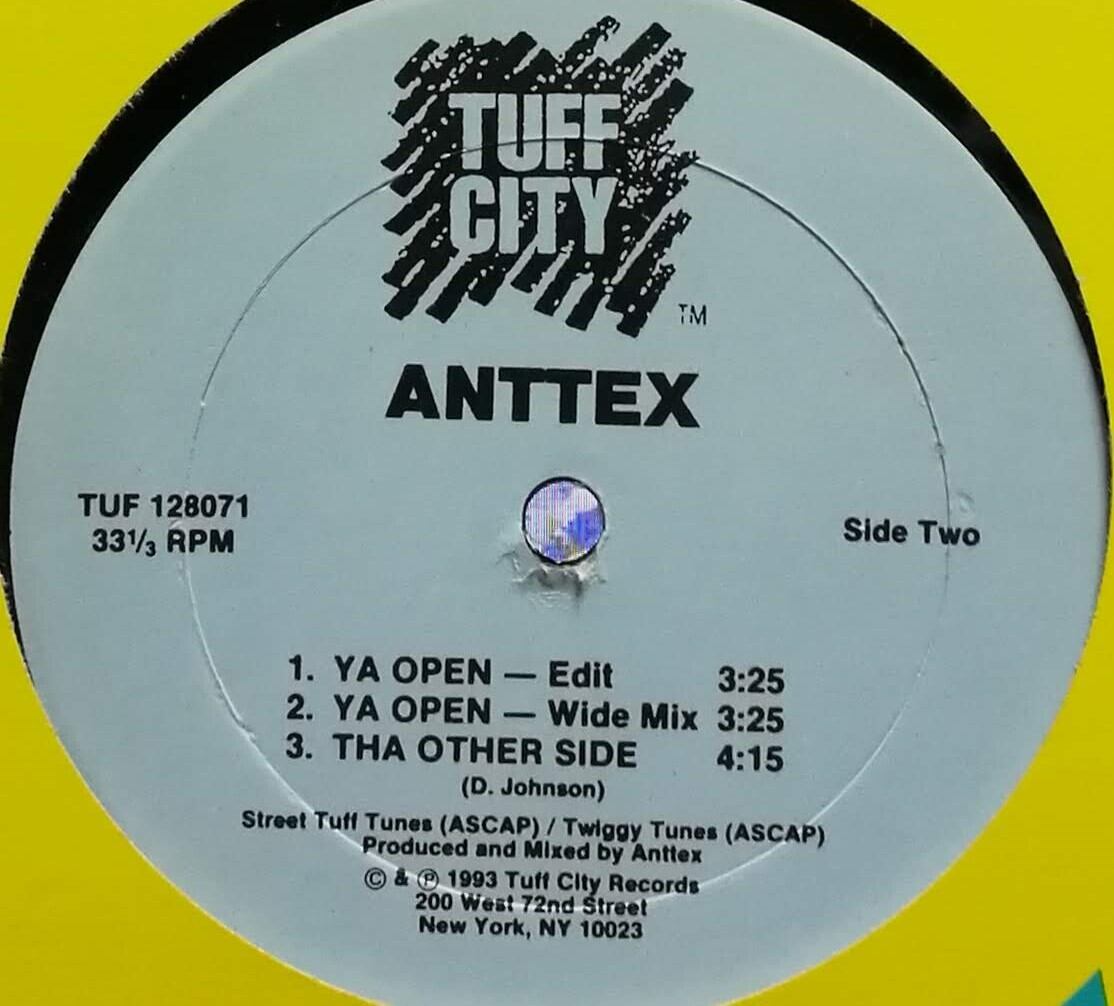 TUFF
CITY
TM
ANTTEX
TUF 128071
33⅓ RPM
Side Two
1. YA OPEN — Edit 3:25
2. YA OPEN — Wide Mix 3:25
3. THA OTHER SIDE 4:15
(D. Johnson)
Street Tuff Tunes (ASCAP) / Twiggy Tunes (ASCAP)
Produced and Mixed by Anttex
© & ℗ 1993 Tuff City Records
200 West 72nd Street
New York, NY 10023